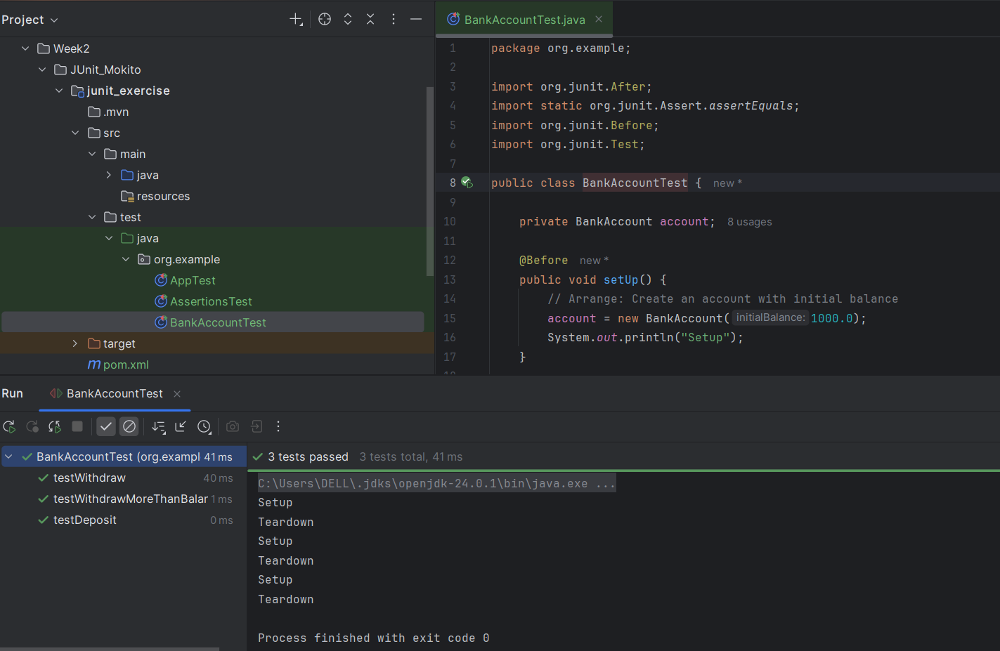 Project
Week2
JUnit_Mokito
junit_exercise
.mvn
src
main
java
resources
test
java
org.example
AppTest
AssertionsTest
BankAccountTest
target
m pom.xml
BankAccountTest.java
1 package org.example;
2
3 import org.junit.After;
4 import static org.junit.Assert.assertEquals;
5 import org.junit.Before;
6 import org.junit.Test;
7
8 public class BankAccountTest { new *
9
10 private BankAccount account; 8 usages
11
12 @Before new *
13 public void setUp() {
14 // Arrange: Create an account with initial balance
15 account = new BankAccount( initialBalance: 1000.0);
16 System.out.println("Setup");
17 }
18
Run BankAccountTest
BankAccountTest (org.exampl 41 ms
testWithdraw 40 ms
testWithdrawMoreThanBalar 1 ms
testDeposit 0 ms
3 tests passed 3 tests total, 41 ms
C:\Users\DELL\.jdks\openjdk-24.0.1\bin\java.exe ...
Setup
Teardown
Setup
Teardown
Setup
Teardown
Process finished with exit code 0